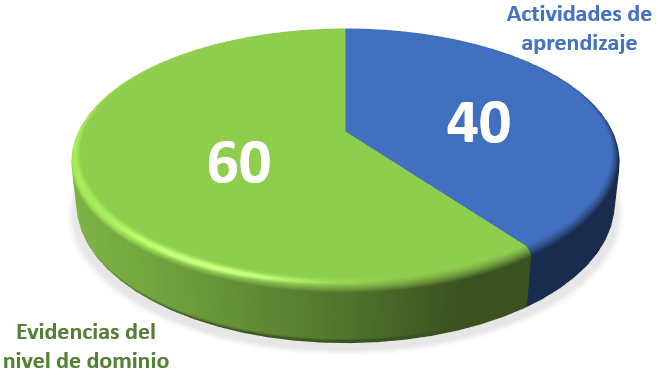 Actividades de
aprendizaje
40
60
Evidencias del
nivel de dominio